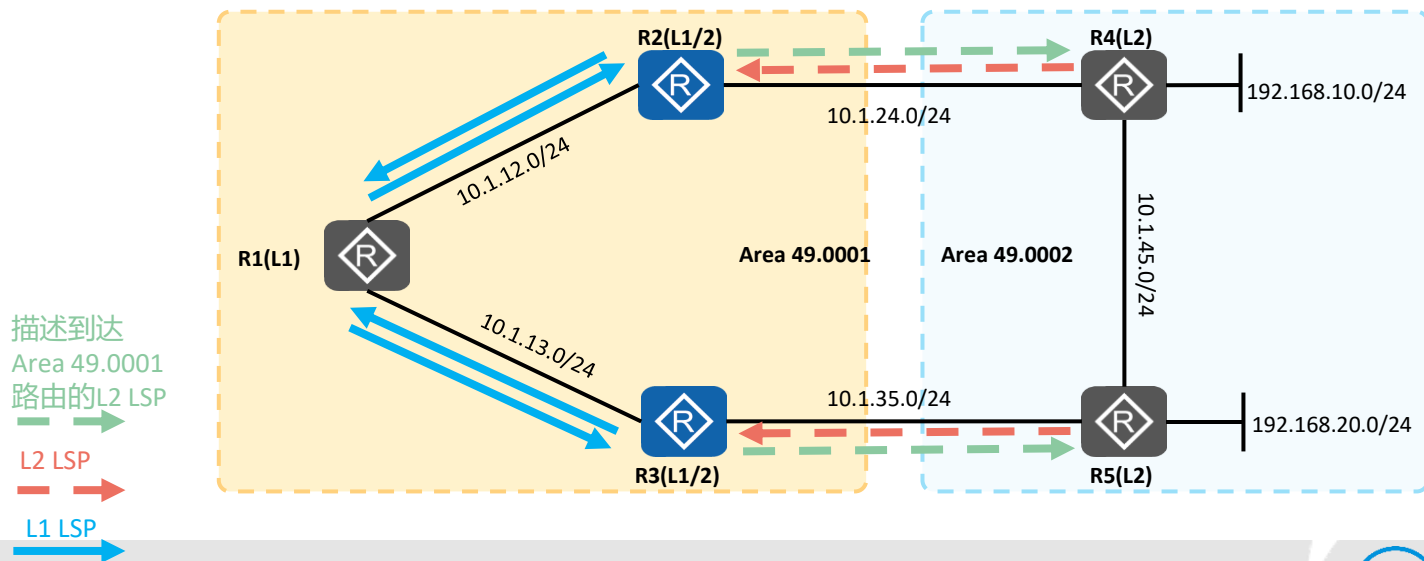 R2(L1/2)
R4(L2)
192.168.10.0/24
10.1.24.0/24
10.1.12.0/24
R1(L1)
Area 49.0001
Area 49.0002
10.1.45.0/24
10.1.13.0/24
10.1.35.0/24
192.168.20.0/24
R3(L1/2)
R5(L2)
描述到达
Area 49.0001
路由的L2 LSP
L2 LSP
L1 LSP
R
R
R
R
R